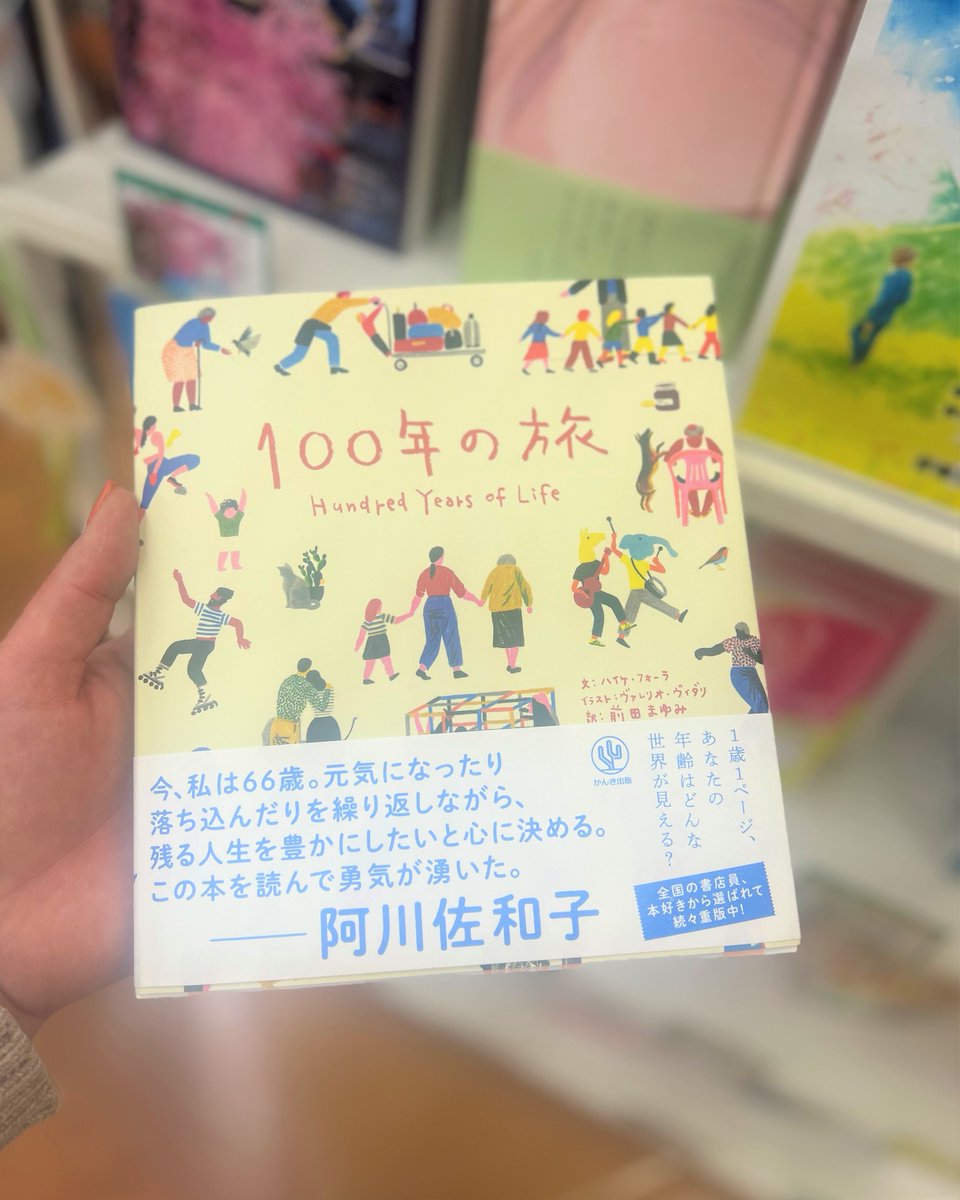 100年の旅
Hundred Years of Life
文:ハイケ・フォーラ
イラスト:ヴァレリオ・ヴィダリ
訳:前田まゆみ
かんき出版
1歳1ページ、
あなたの
年齢はどんな
世界が見える?
今、私は66歳。元気になったり
落ち込んだりを繰り返しながら、
残る人生を豊かにしたいと心に決める。
この本を読んで勇気が湧いた。
――阿川佐和子
全国の書店員、
本好きから選ばれて
続々重版中!